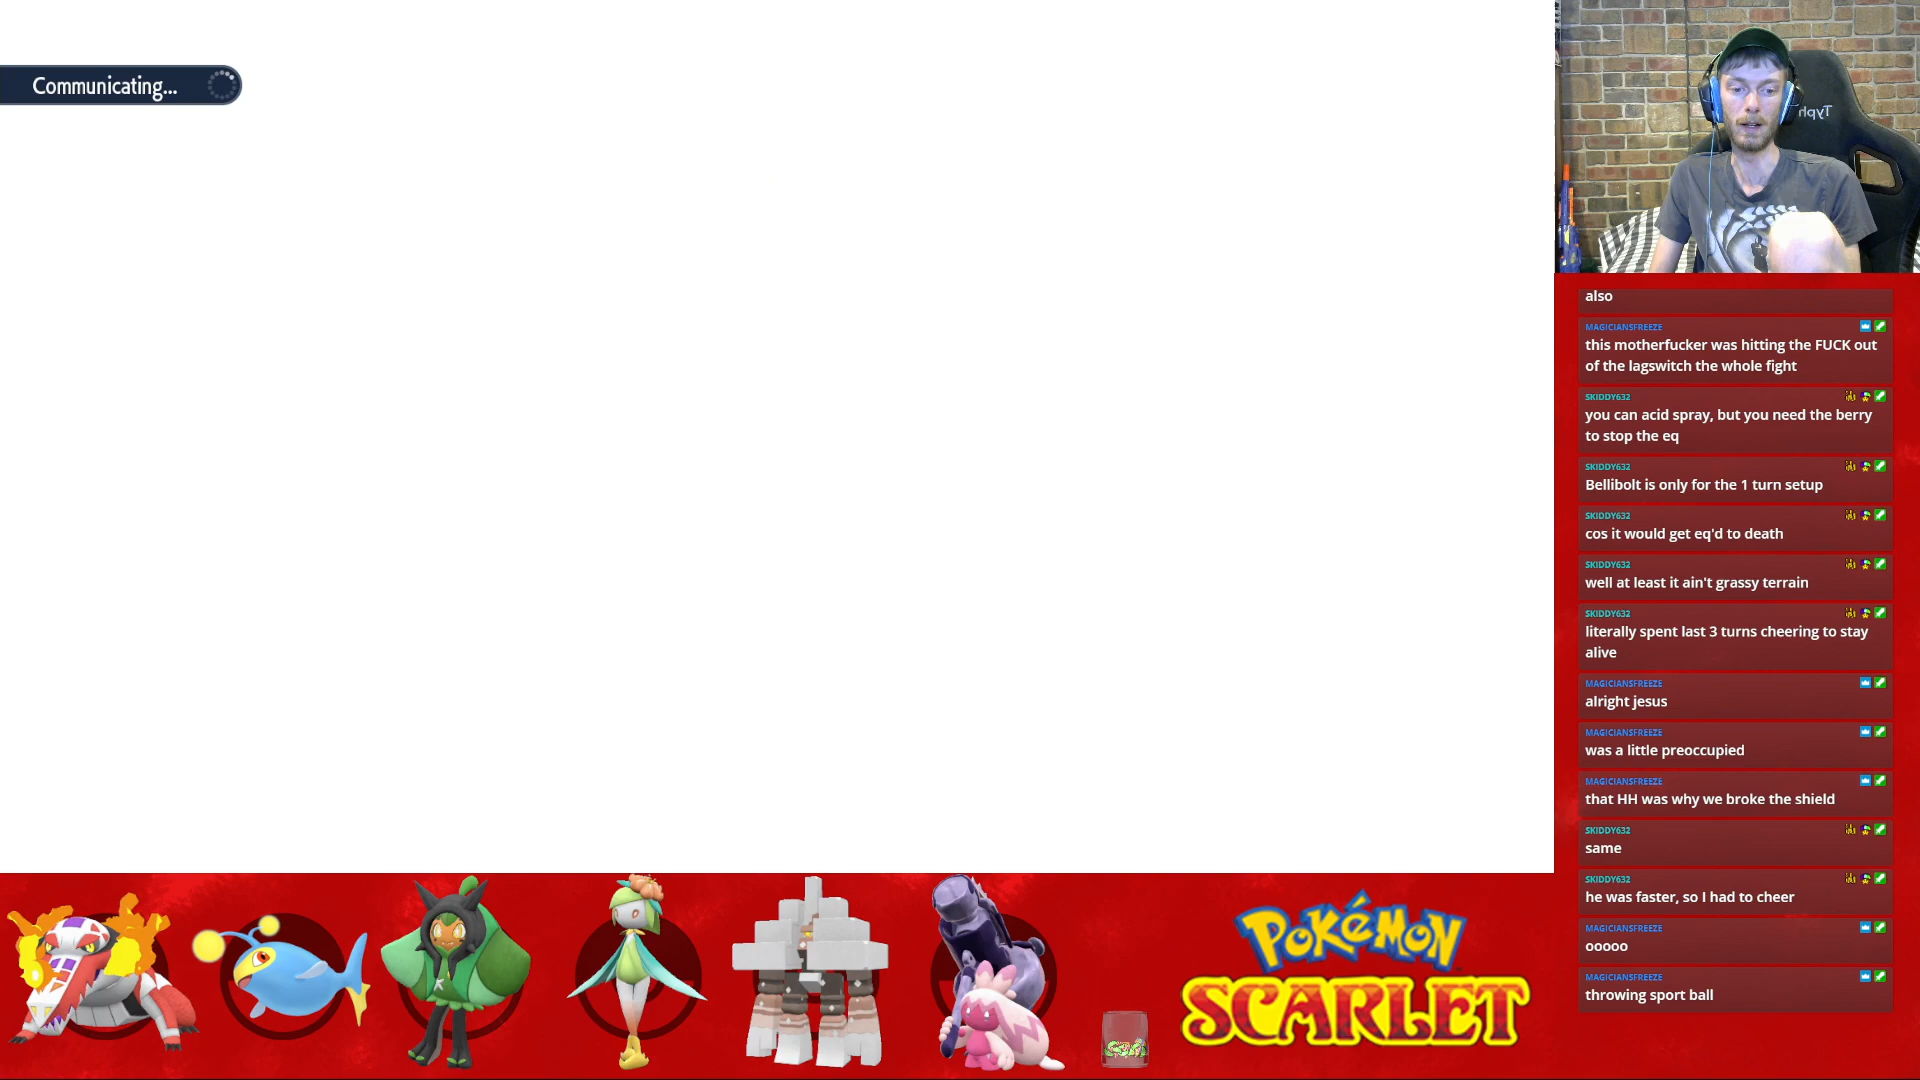 Communicating...
Typh
also
MAGICIANSFREEZE
this motherfucker was hitting the FUCK out
of the lagswitch the whole fight
SKIDDY632
you can acid spray, but you need the berry
to stop the eq
SKIDDY632
Bellibolt is only for the 1 turn setup
SKIDDY632
cos it would get eq'd to death
SKIDDY632
well at least it ain't grassy terrain
SKIDDY632
literally spent last 3 turns cheering to stay
alive
MAGICIANSFREEZE
alright jesus
MAGICIANSFREEZE
was a little preoccupied
MAGICIANSFREEZE
that HH was why we broke the shield
SKIDDY632
same
SKIDDY632
he was faster, so I had to cheer
MAGICIANSFREEZE
ooooo
MAGICIANSFREEZE
throwing sport ball
POKéMON
SCARLET